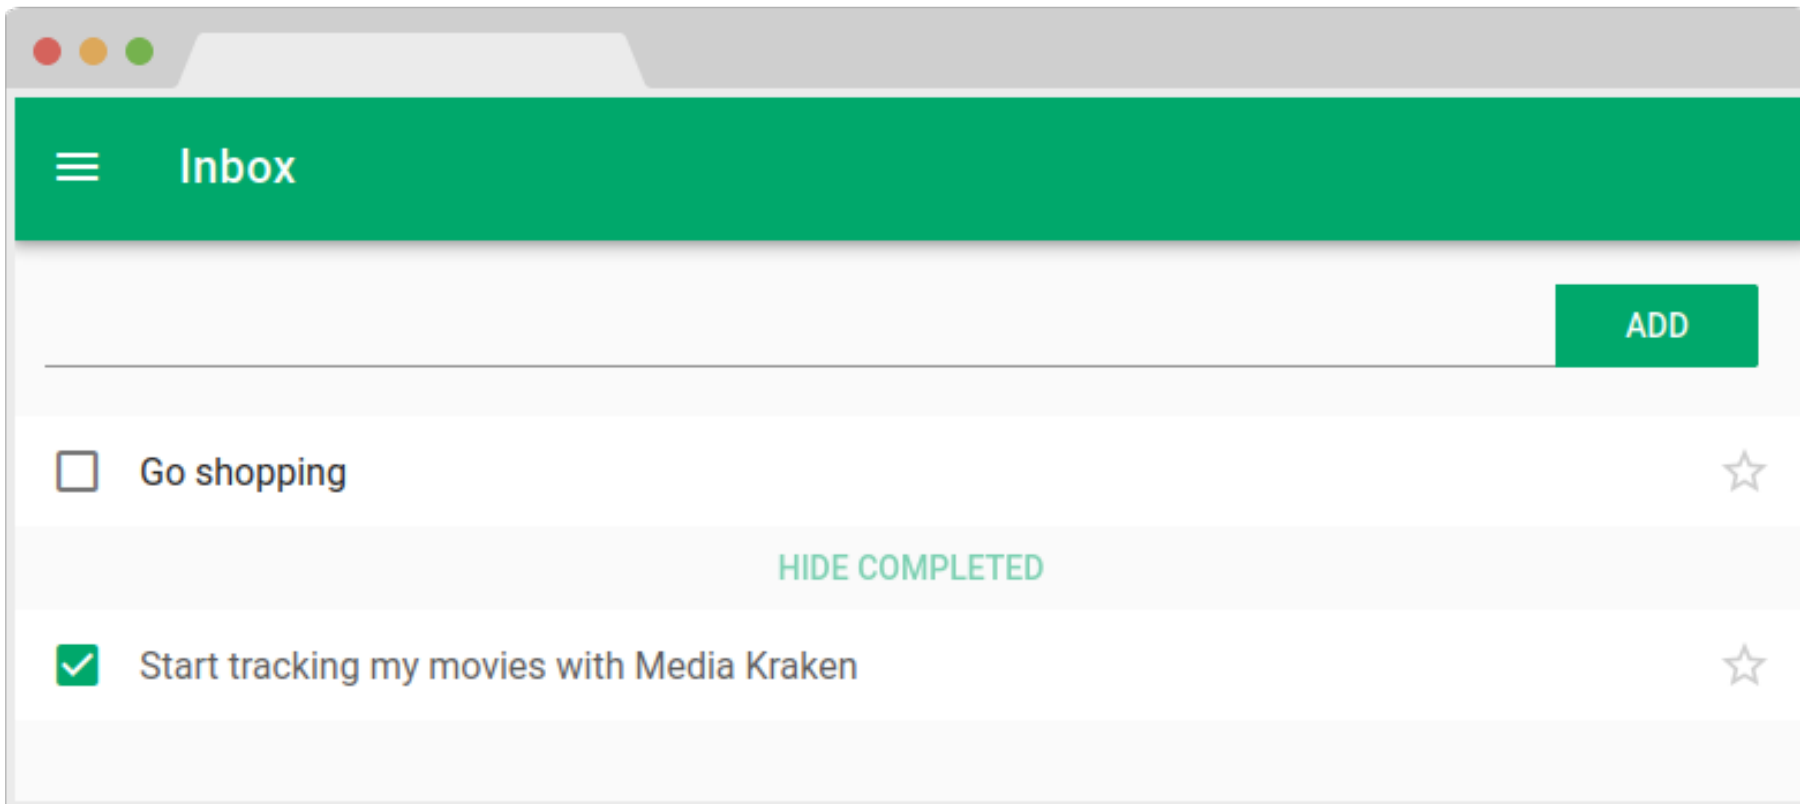 Inbox
ADD
Go shopping
HIDE COMPLETED
Start tracking my movies with Media Kraken